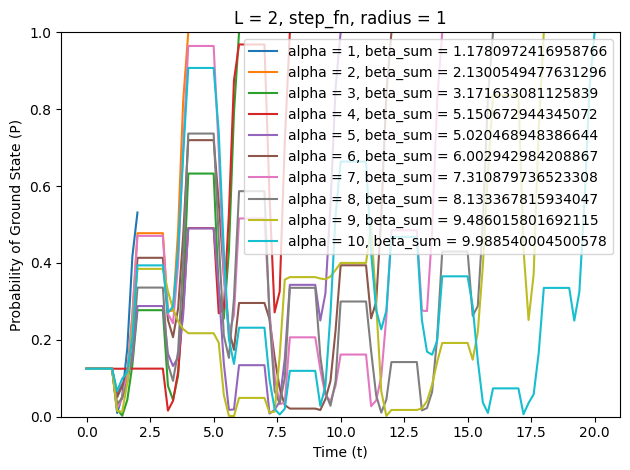 L = 2, step_fn, radius = 1
alpha = 1, beta_sum = 1.1780972416958766
alpha = 2, beta_sum = 2.1300549477631296
alpha = 3, beta_sum = 3.171633081125839
alpha = 4, beta_sum = 5.150672944345072
alpha = 5, beta_sum = 5.020468948386644
alpha = 6, beta_sum = 6.002942984208867
alpha = 7, beta_sum = 7.310879736523308
alpha = 8, beta_sum = 8.133367815934047
alpha = 9, beta_sum = 9.486015801692115
alpha = 10, beta_sum = 9.988540004500578
Probability of Ground State (P)
1.0
0.8
0.6
0.4
0.2
0.0
0.0 2.5 5.0 7.5 10.0 12.5 15.0 17.5 20.0
Time (t)